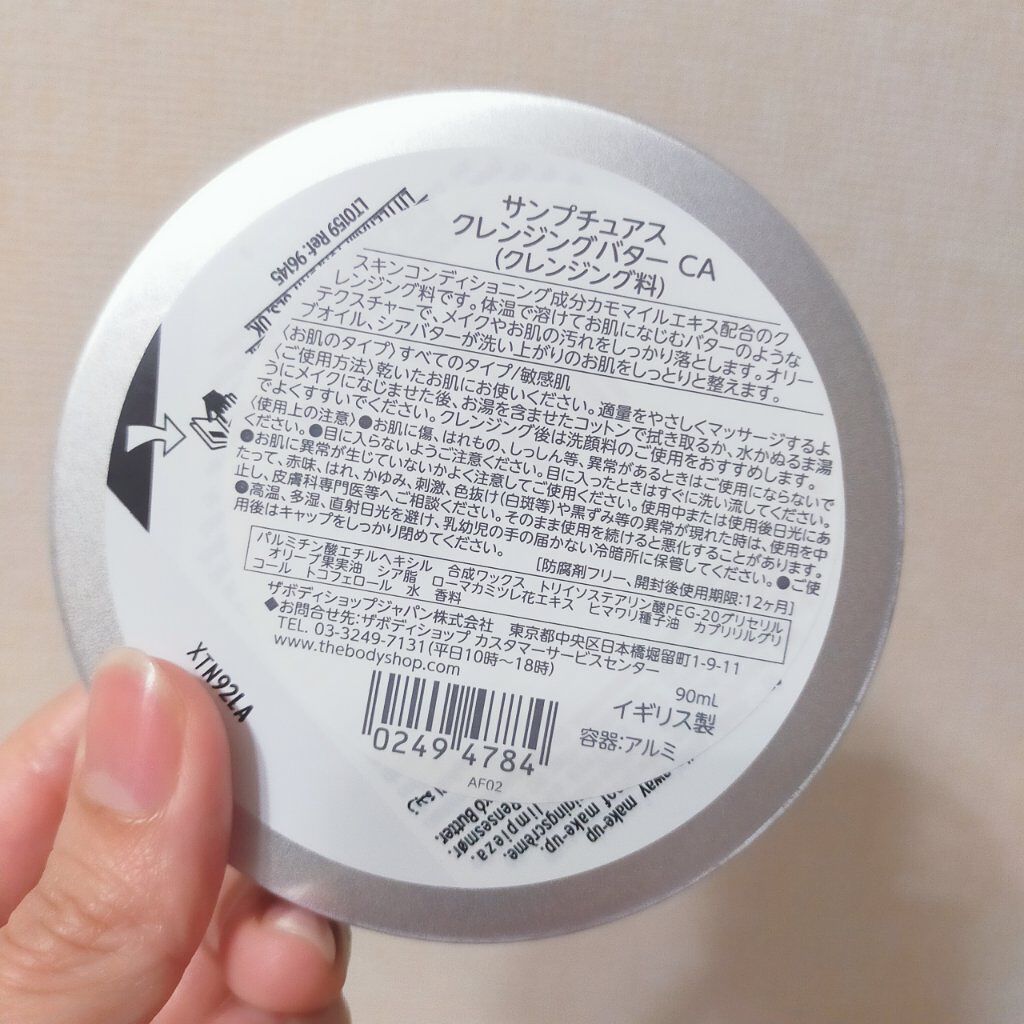 サンプチュアス
クレンジングバター CA
(クレンジング料)
スキンコンディショニング成分カモマイルエキス配合のク
レンジング料です。体温で溶けてお肌になじむバターのような
テクスチャーで、メイクやお肌の汚れをしっかり落とします。オリー
ブオイル、シアバターが洗い上がりのお肌をしっとりと整えます。
〈お肌のタイプ〉すべてのタイプ/敏感肌
〈ご使用方法〉乾いたお肌にお使いください。適量をやさしくマッサージするよ
うにメイクになじませた後、お湯を含ませたコットンで拭き取るか、水かぬるま湯
でよくすすいでください。クレンジング後は洗顔料のご使用をおすすめします。
〈使用上の注意〉●お肌に傷、はれもの、しっしん等、異常があるときはご使用にならないで
ください。●目に入らないようご注意ください。目に入ったときはすぐに洗い流してください。
●お肌に異常が生じていないかよく注意してご使用ください。使用中または使用後日光にあ
たって、赤味、はれ、かゆみ、刺激、色抜け(白斑等)や黒ずみ等の異常が現れた時は、使用を中
止し、皮膚科専門医等へご相談ください。そのまま使用を続けると悪化することがあります。
●高温、多湿、直射日光を避け、乳幼児の手の届かない冷暗所に保管してください。●ご使
用後はキャップをしっかり閉めてください。
[防腐剤フリー、開封後使用期限:12ヶ月]
パルミチン酸エチルヘキシル 合成ワックス トリイソステアリン酸PEG-20グリセリル
オリーブ果実油 シア脂 ローマカミツレ花エキス ヒマワリ種子油 カプリリルグリ
コール トコフェロール 水 香料
ザボディショップジャパン株式会社 東京都中央区日本橋堀留町1-9-11
◆お問合せ先:ザボディショップ カスタマーサービスセンター
TEL. 03-3249-7131(平日10時～18時)
www.thebodyshop.com
90mL
イギリス製
容器:アルミ
0249 4784
AF02
LT0159 Ref: 96145
UK
XTN92LA
away make-up
of make-up.
ningscreme.
limpieza.
Rensesmør.
Butter.